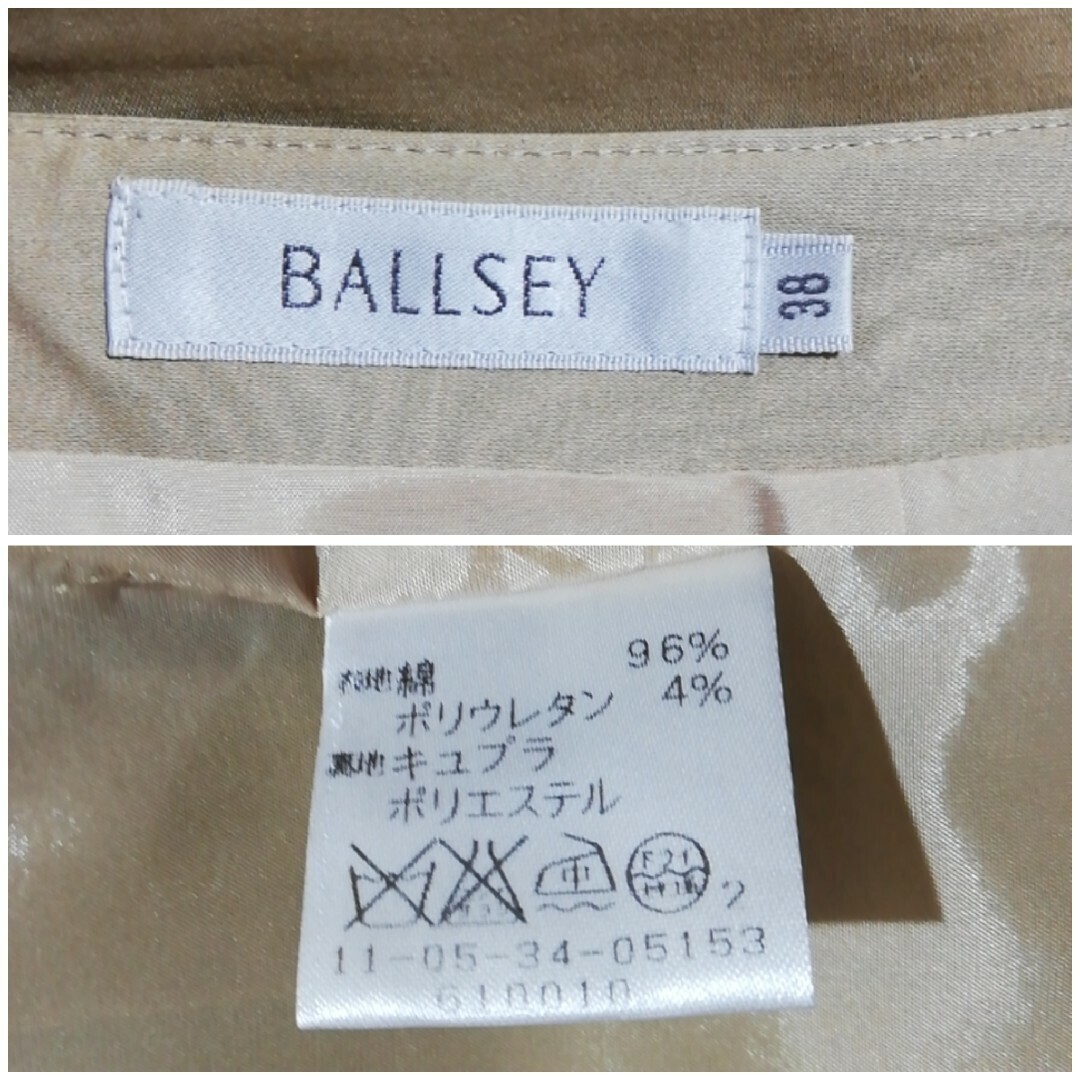 BALLSEY
38
表地 綿 96%
ポリウレタン 4%
裏地 キュプラ
ポリエステル
中
11-05-34-05153
610010